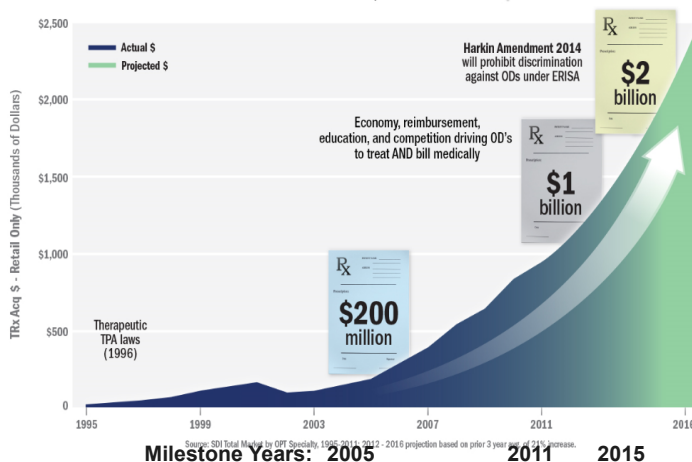 $2,500
$2,000
$1,500
$1,000
$500
0
TRx Acq $ - Retail Only (Thousands of Dollars)
Actual $
Projected $
Therapeutic
TPA laws
(1996)
Rx
$200
million
Economy, reimbursement,
education, and competition driving OD's
to treat AND bill medically
Rx
$1
billion
Harkin Amendment 2014
will prohibit discrimination
against ODs under ERISA
Rx
$2
billion
1995
1999
2003
2007
2011
2016
Source: SDI Total Market by OPT Specialty, 1995-2011; 2012 - 2016 projection based on prior 3 year avg. of 21% increase.
Milestone Years: 2005 2011 2015